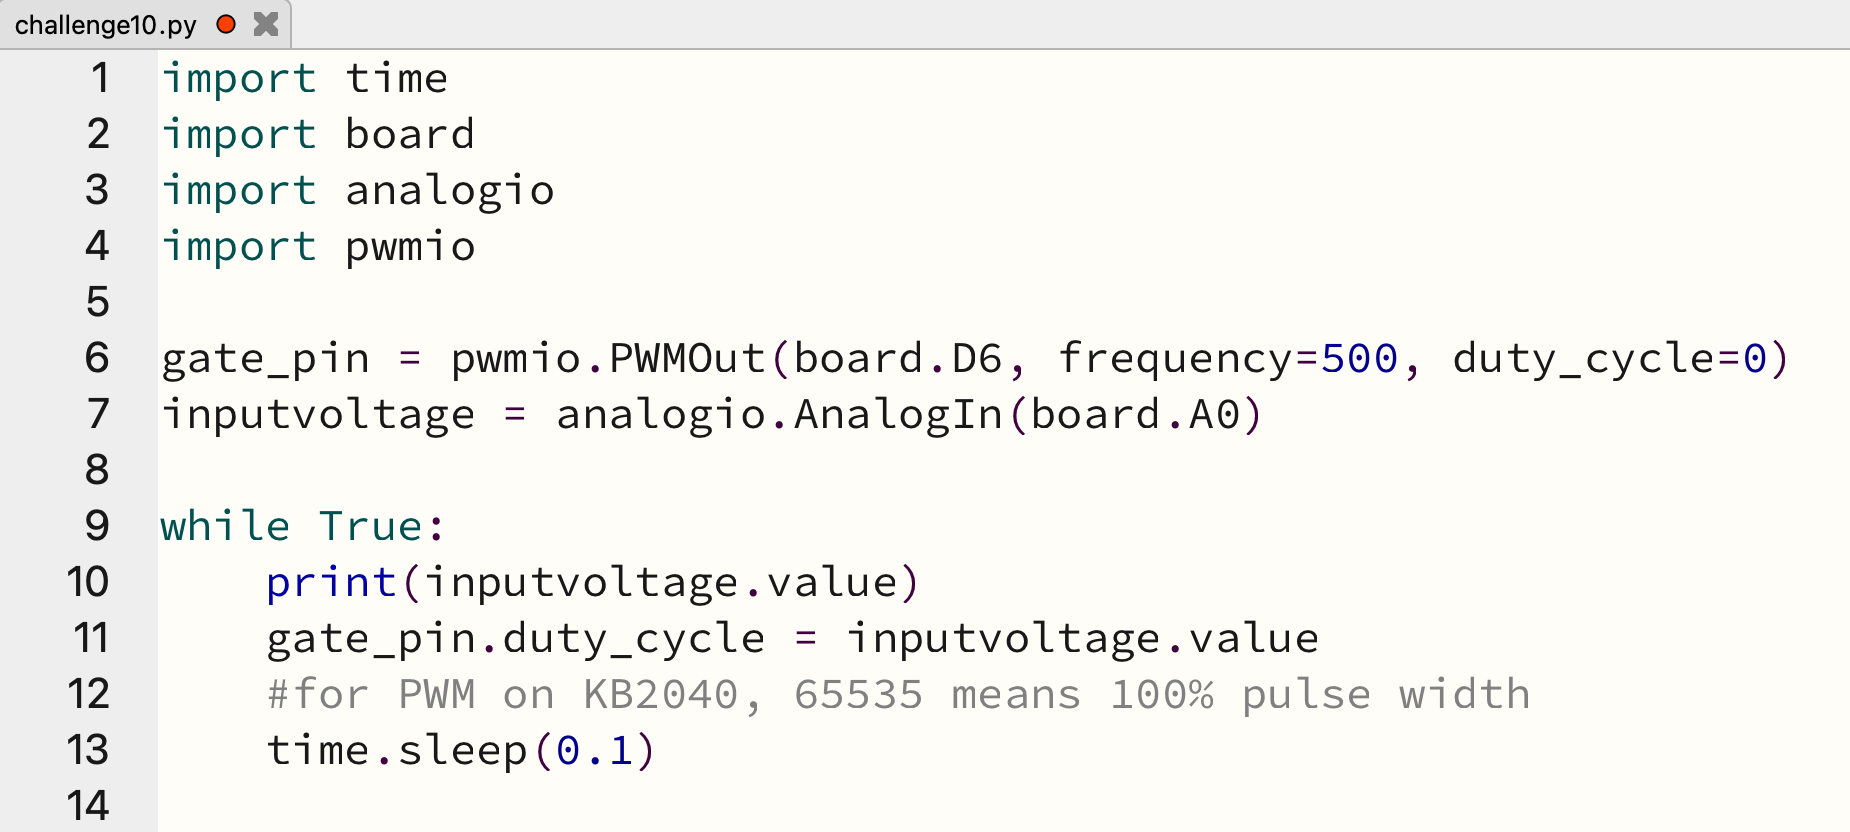 challenge10.py
1 import time
2 import board
3 import analogio
4 import pwmio
5
6 gate_pin = pwmio.PWMOut(board.D6, frequency=500, duty_cycle=0)
7 inputvoltage = analogio.AnalogIn(board.A0)
8
9 while True:
10     print(inputvoltage.value)
11     gate_pin.duty_cycle = inputvoltage.value
12     #for PWM on KB2040, 65535 means 100% pulse width
13     time.sleep(0.1)
14